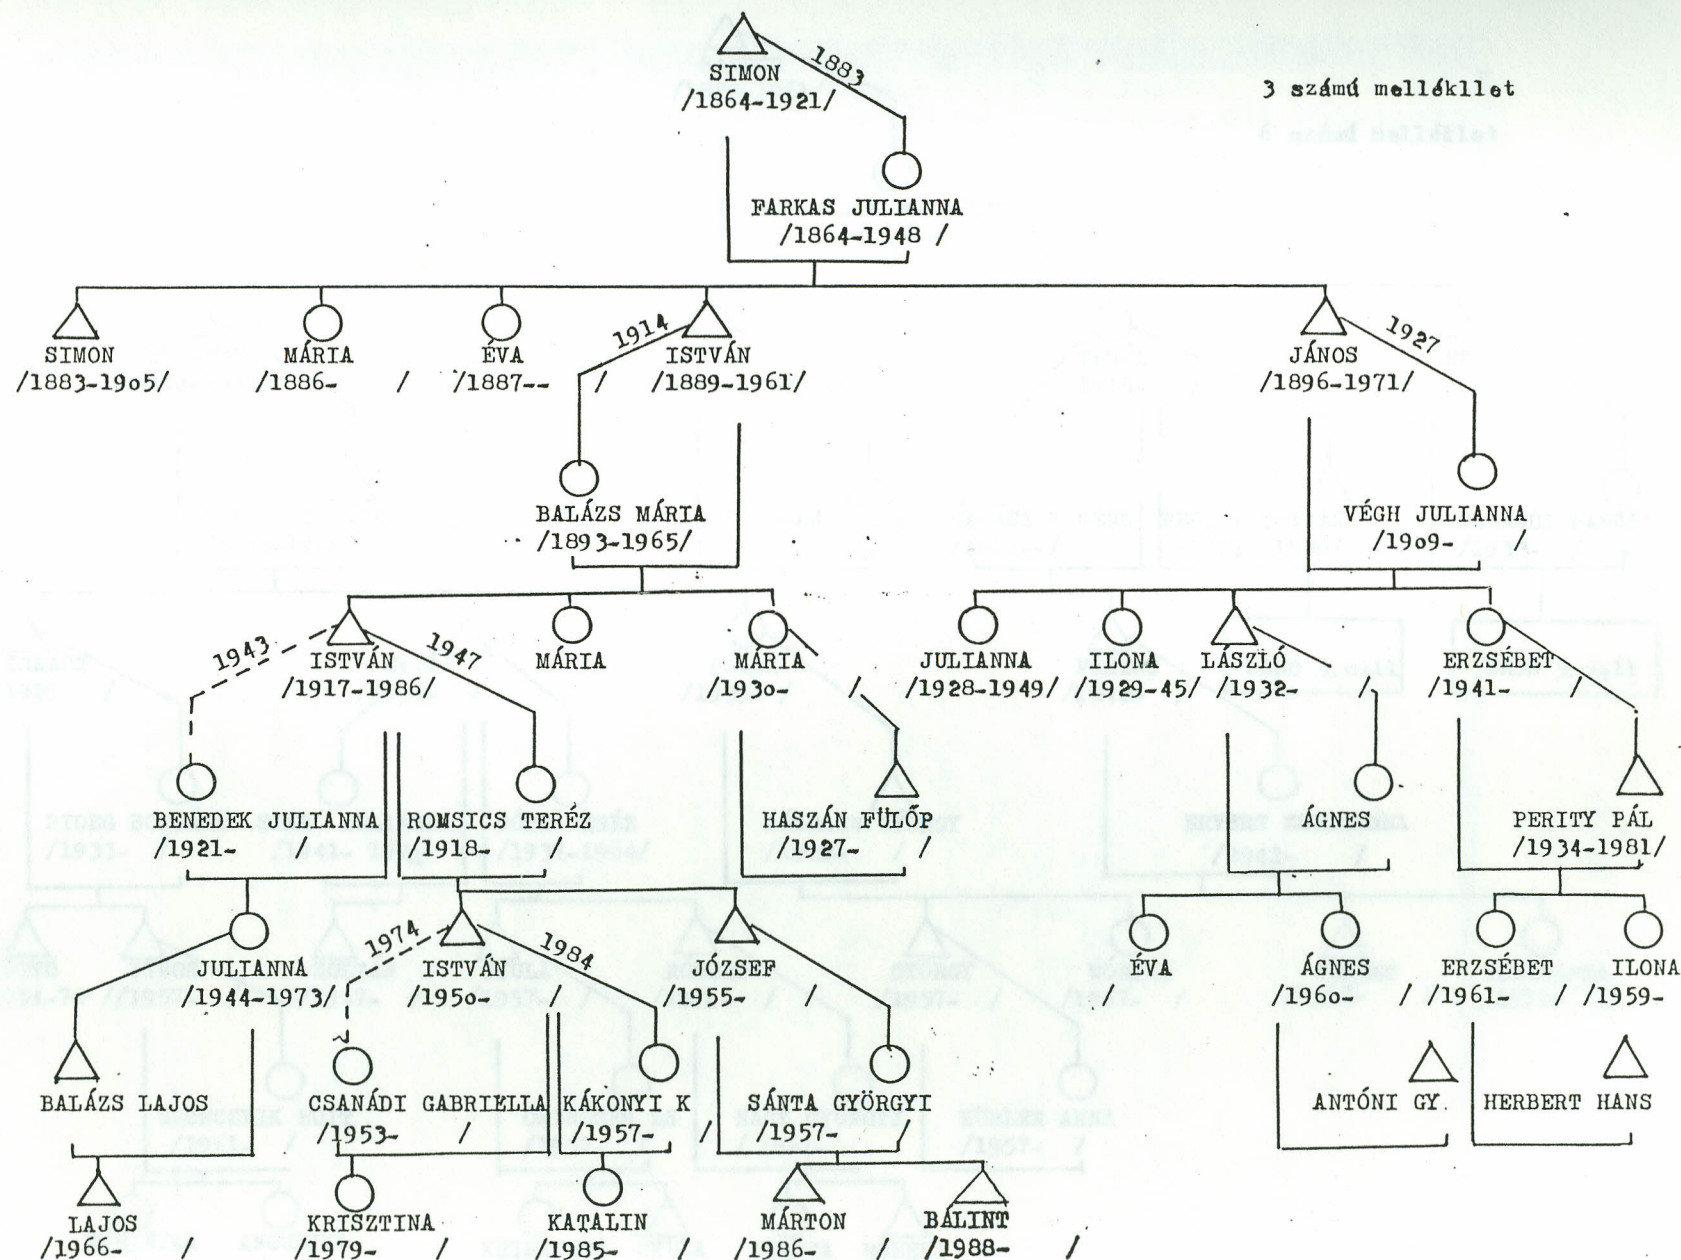 3 számú mellékllet
1883
SIMON
/1864-1921/
FARKAS JULIANNA
/1864-1948 /
1914
1927
SIMON
/1883-19o5/
MÁRIA
/1886- /
ÉVA
/1887-- /
ISTVÁN
/1889-1961/
JÁNOS
/1896-1971/
BALÁZS MÁRIA
/1893-1965/
VÉGH JULIANNA
/19o9- /
1943
1947
ISTVÁN
/1917-1986/
MÁRIA
MÁRIA
/193o- /
JULIANNA
/1928-1949/
ILONA
/1929-45/
LÁSZLÓ
/1932- /
ERZSÉBET
/1941- /
BENEDEK JULIANNA
/1921- /
ROMSICS TERÉZ
/1918- /
HASZÁN FÜLÖP
/1927- /
ÁGNES
PERITY PÁL
/1934-1981/
1974
1984
JULIANNA
/1944-1973/
ISTVÁN
/195o- /
JÓZSEF
/1955- /
ÉVA
/ /
ÁGNES
/196o- /
ERZSÉBET
/1961- /
ILONA
/1959-
BALÁZS LAJOS
CSANÁDI GABRIELLA
/1953- /
KÁKONYI K
/1957- /
SÁNTA GYÖRGYI
/1957- /
ANTÓNI GY.
HERBERT HANS
LAJOS
/1966- /
KRISZTINA
/1979- /
KATALIN
/1985- /
MÁRTON
/1986- /
BÁLINT
/1988- /